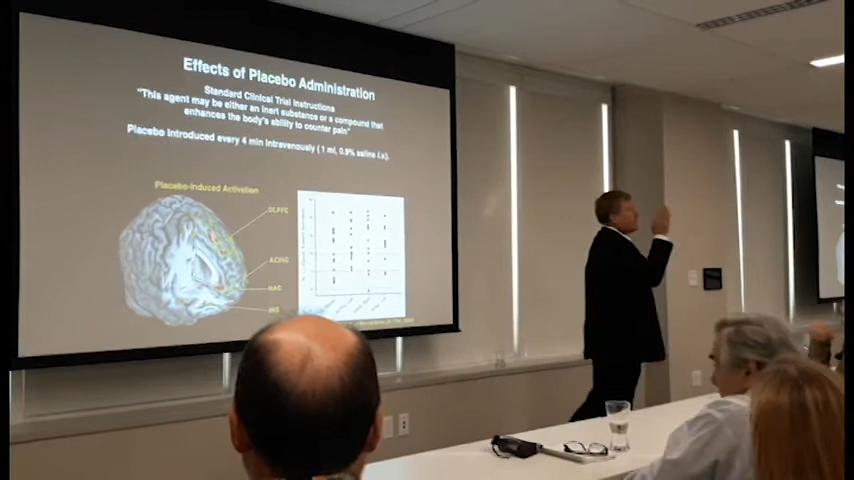 Effects of Placebo Administration
Standard Clinical Trial Instructions
"This agent may be either an inert substance or a compound that
enhances the body's ability to counter pain"
Placebo Introduced every 4 min intravenously ( 1 ml, 0.9% saline i.v.)
Placebo-induced Activation
DLPFC
ACING
NAC
INS